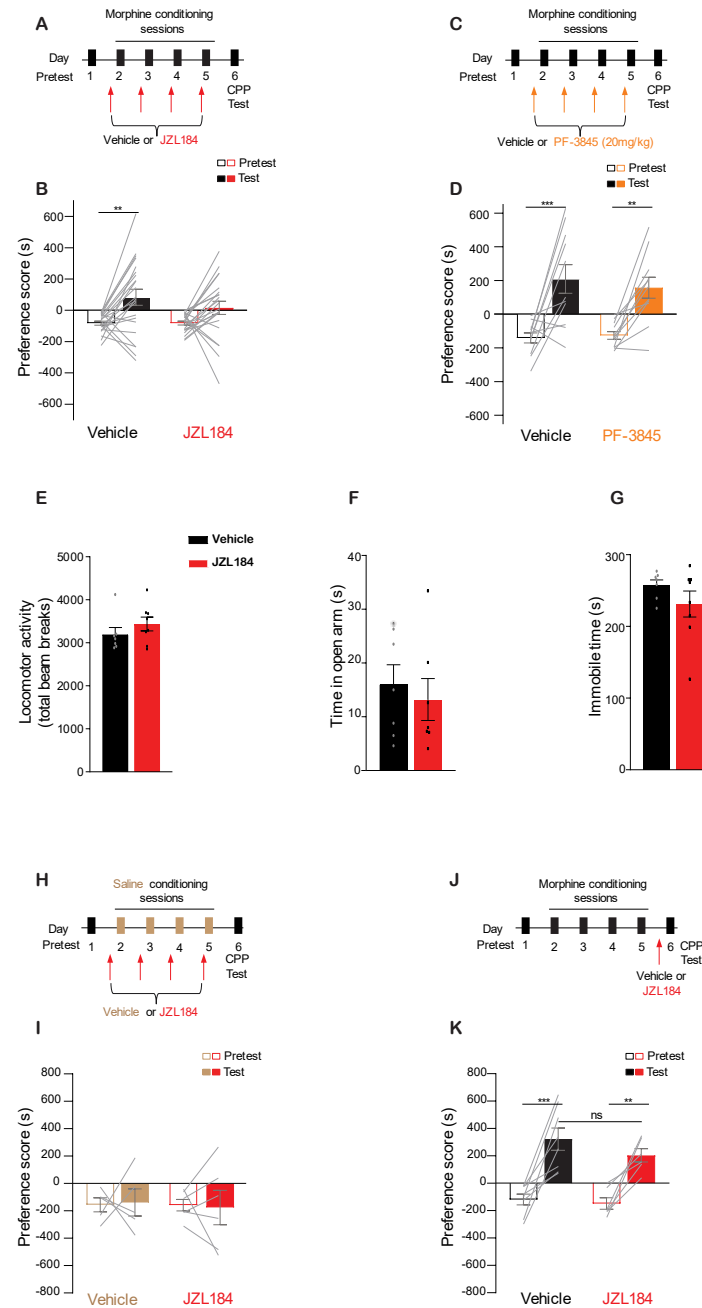 A
Morphine conditioning
sessions
Day
Pretest 1 2 3 4 5 6
CPP
Test
Vehicle or JZL184
C
Morphine conditioning
sessions
Day
Pretest 1 2 3 4 5 6
CPP
Test
Vehicle or PF-3845 (20mg/kg)
B
Pretest
Test
Preference score (s)
600
400
200
0
-200
-400
-600
**
Vehicle
JZL184
D
Pretest
Test
Preference score (s)
600
400
200
0
-200
-400
-600
***
**
Vehicle
PF-3845
E
Vehicle
JZL184
Locomotor activity
(total beam breaks)
5000
4000
3000
2000
1000
0
F
Time in open arm (s)
40
30
20
10
0
G
Immobile time (s)
300
200
100
0
H
Saline conditioning
sessions
Day
Pretest 1 2 3 4 5 6
CPP
Test
Vehicle or JZL184
J
Morphine conditioning
sessions
Day
Pretest 1 2 3 4 5 6 CPP
Test
Vehicle or
JZL184
I
Pretest
Test
Preference score (s)
800
600
400
200
0
-200
-400
-600
-800
Vehicle
JZL184
K
Pretest
Test
Preference score (s)
800
600
400
200
0
-200
-400
-600
-800
***
**
ns
Vehicle
JZL184